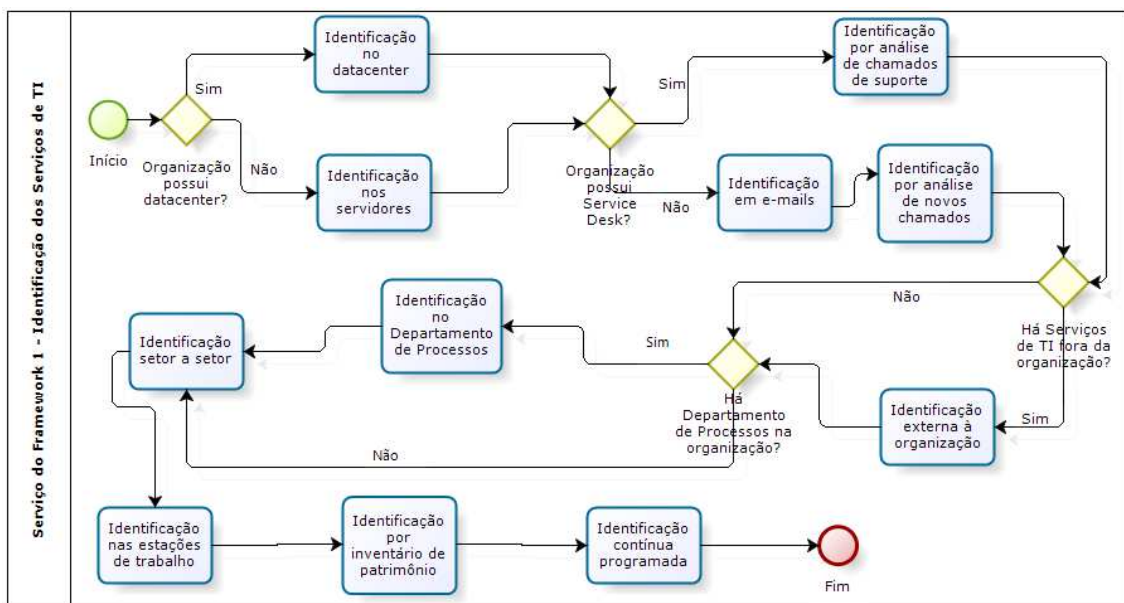 Serviço do Framework 1 - Identificação dos Serviços de TI
Início
Organização
possui
datacenter?
Sim
Não
Identificação
no
datacenter
Identificação
nos
servidores
Organização
possui
Service
Desk?
Sim
Não
Identificação
por análise
de chamados
de suporte
Identificação
em e-mails
Identificação
por análise
de novos
chamados
Há Serviços
de TI fora da
organização?
Não
Sim
Identificação
externa à
organização
Há
Departamento
de Processos na
organização?
Sim
Não
Identificação
no
Departamento
de Processos
Identificação
setor a setor
Identificação
nas estações
de trabalho
Identificação
por
inventário de
patrimônio
Identificação
contínua
programada
Fim